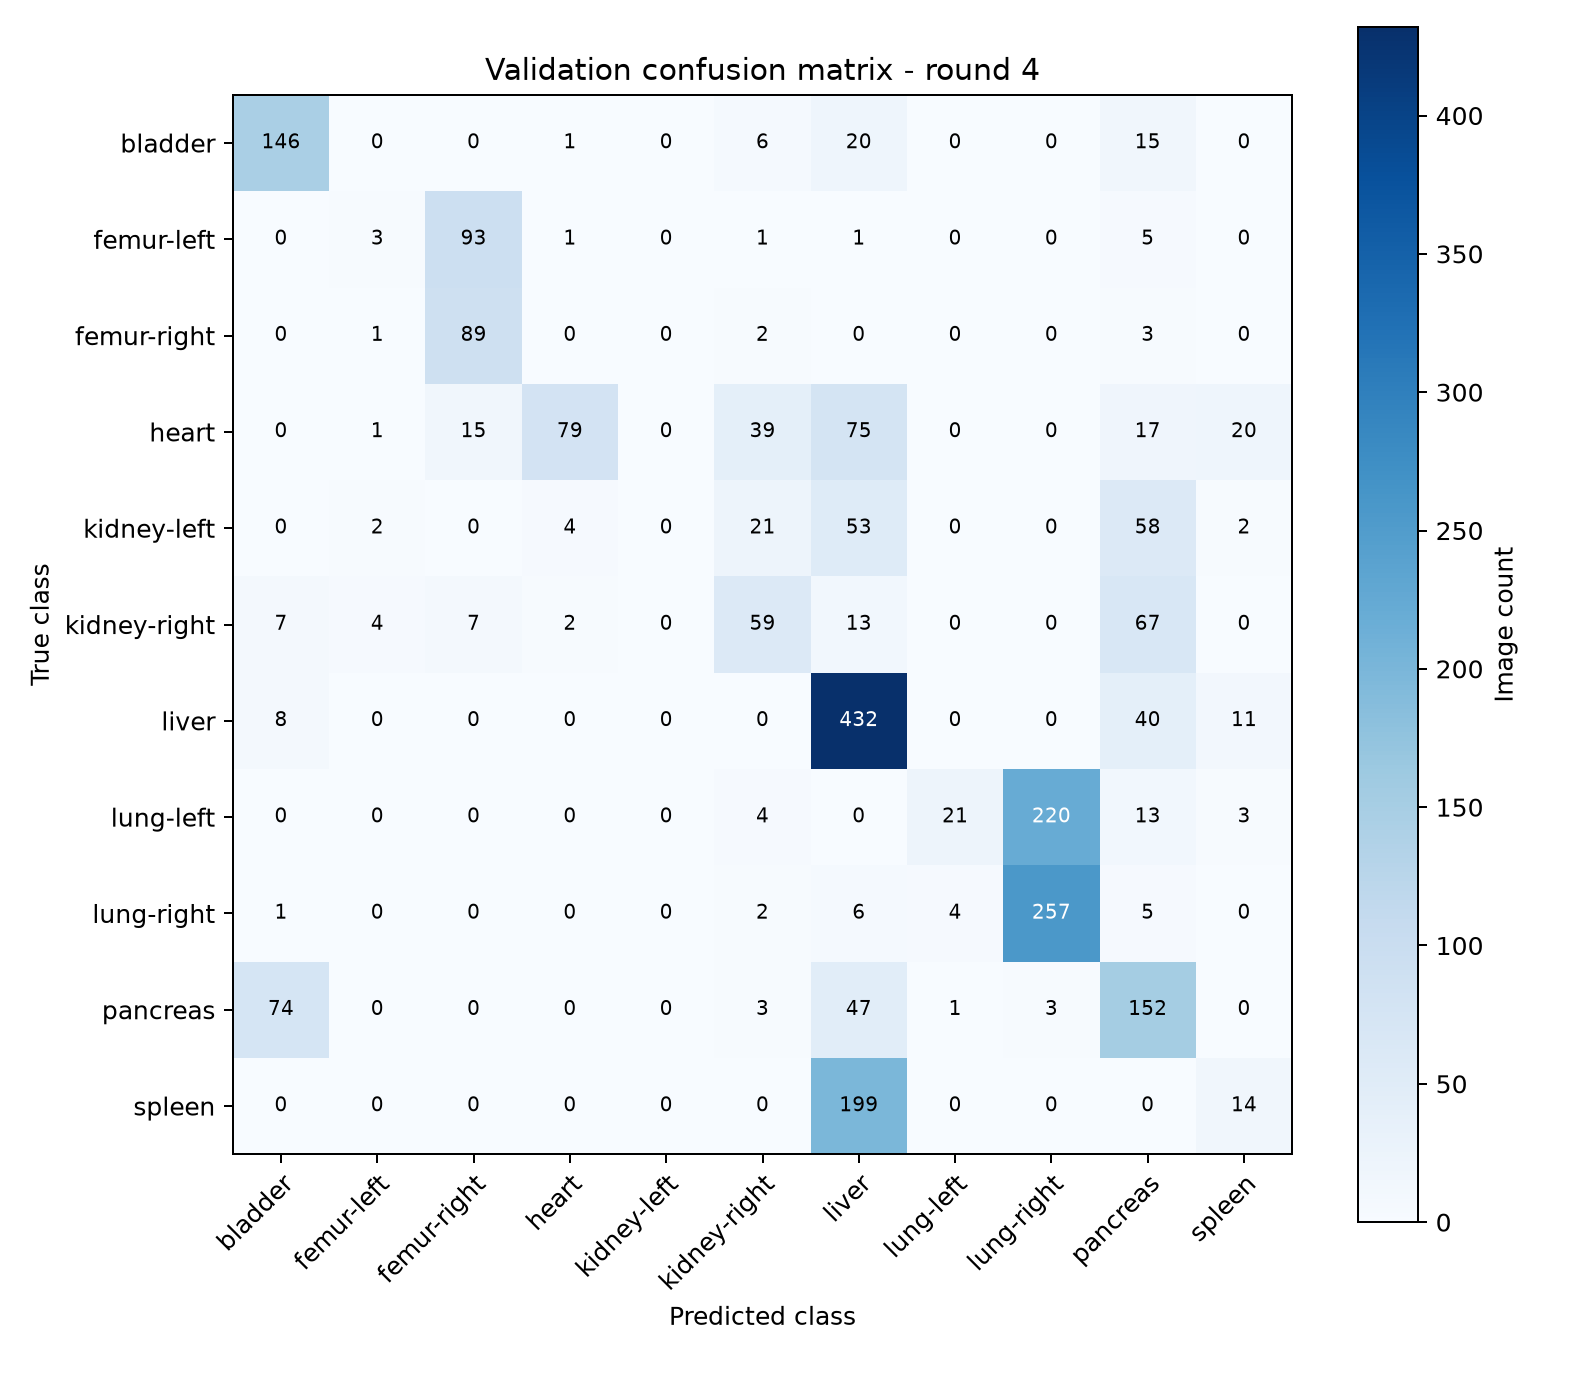 Validation confusion matrix - round 4
bladder 146 0 0 1 0 6 20 0 0 15 0
femur-left 0 3 93 1 0 1 1 0 0 5 0
femur-right 0 1 89 0 0 2 0 0 0 3 0
heart 0 1 15 79 0 39 75 0 0 17 20
kidney-left 0 2 0 4 0 21 53 0 0 58 2
kidney-right 7 4 7 2 0 59 13 0 0 67 0
liver 8 0 0 0 0 0 432 0 0 40 11
lung-left 0 0 0 0 0 4 0 21 220 13 3
lung-right 1 0 0 0 0 2 6 4 257 5 0
pancreas 74 0 0 0 0 3 47 1 3 152 0
spleen 0 0 0 0 0 0 199 0 0 0 14
bladder femur-left femur-right heart kidney-left kidney-right liver lung-left lung-right pancreas spleen
Predicted class
True class
400
350
300
250
200
150
100
50
0
Image count